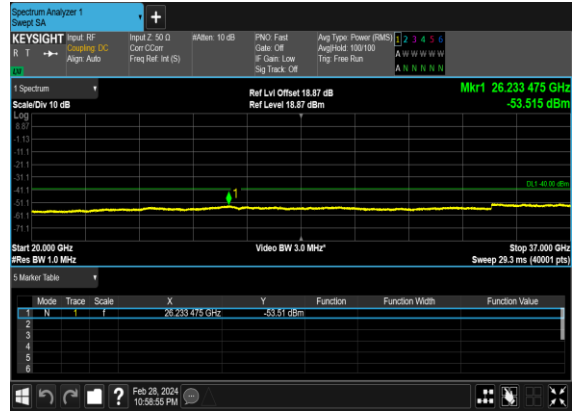 Spectrum Analyzer 1
Swept SA
+
KEYSIGHT Input: RF Input Z: 50 Ω #Atten: 10 dB PNO: Fast Avg Type: Power (RMS) 1 2 3 4 5 6
R T Coupling: DC Corr CCorr Gate: Off Avg|Hold: 100/100 A W W W W W
Align: Auto Freq Ref: Int (S) IF Gain: Low Trig: Free Run
Sig Track: Off A N N N N N
1 Spectrum Ref Lvl Offset 18.87 dB Mkr1 26.233 475 GHz
Scale/Div 10 dB Ref Level 18.87 dBm -53.515 dBm
Log
8.87
-1.13
-11.1
-21.1
-31.1
DL1 -40.00 dBm
-41.1
1
-51.1
-61.1
-71.1
Start 20.000 GHz Video BW 3.0 MHz* Stop 37.000 GHz
#Res BW 1.0 MHz Sweep 29.3 ms (40001 pts)
5 Marker Table
Mode Trace Scale X Y Function Function Width Function Value
1 N 1 f 26.233 475 GHz -53.51 dBm
2
3
4
5
6
? Feb 28, 2024
10:58:55 PM